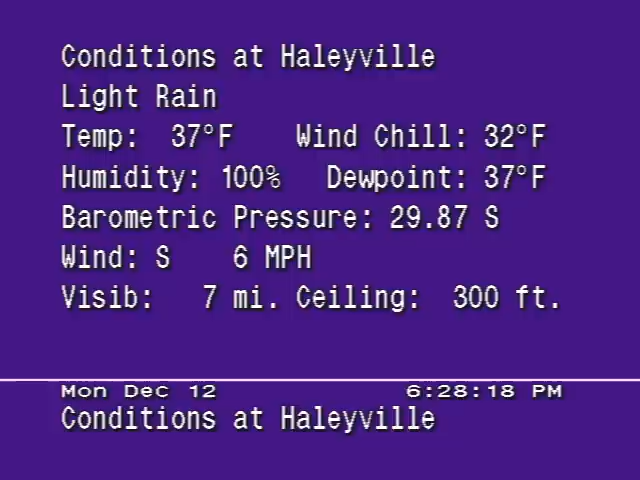 Conditions at Haleyville
Light Rain
Temp: 37°F Wind Chill: 32°F
Humidity: 100% Dewpoint: 37°F
Barometric Pressure: 29.87 S
Wind: S 6 MPH
Visib: 7 mi. Ceiling: 300 ft.
Mon Dec 12 6:28:18 PM
Conditions at Haleyville